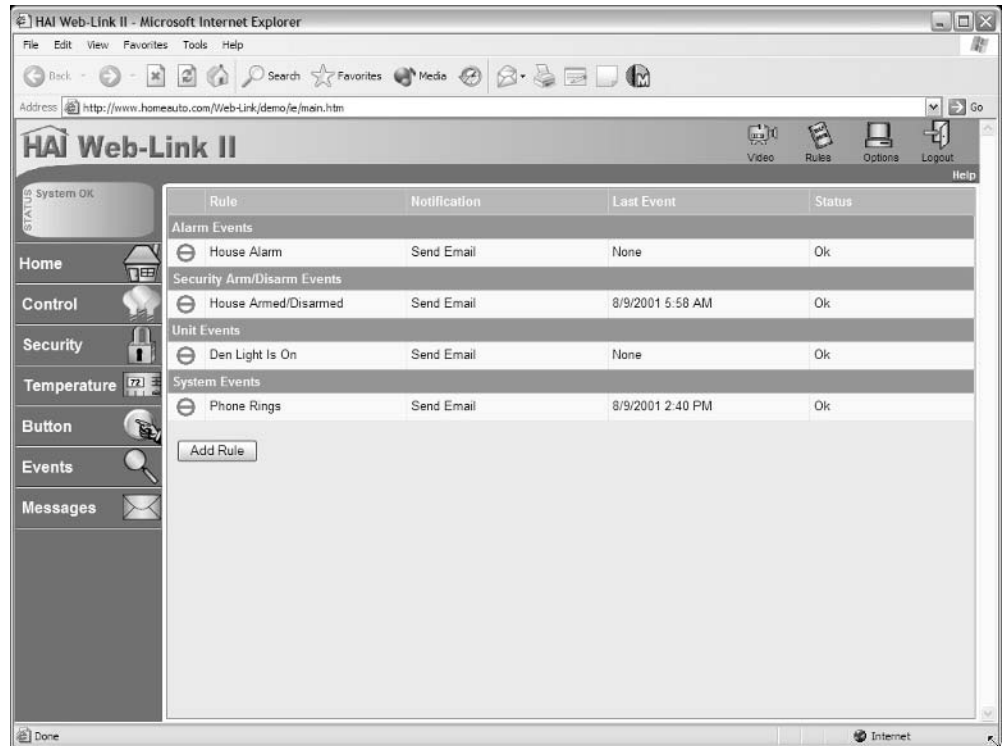 HAI Web-Link II - Microsoft Internet Explorer
File Edit View Favorites Tools Help
Back Search Favorites Media
Address http://www.homeauto.com/Web-Link/demo/ie/main.htm Go
HAI Web-Link II
Video Rules Options Logout
Help
STATUS System OK
Rule Notification Last Event Status
Alarm Events
House Alarm Send Email None Ok
Home
Security Arm/Disarm Events
Control
House Armed/Disarmed Send Email 8/9/2001 5:58 AM Ok
Unit Events
Security
Den Light Is On Send Email None Ok
Temperature 72
System Events
Phone Rings Send Email 8/9/2001 2:40 PM Ok
Button
Add Rule
Events
Messages
Done Internet